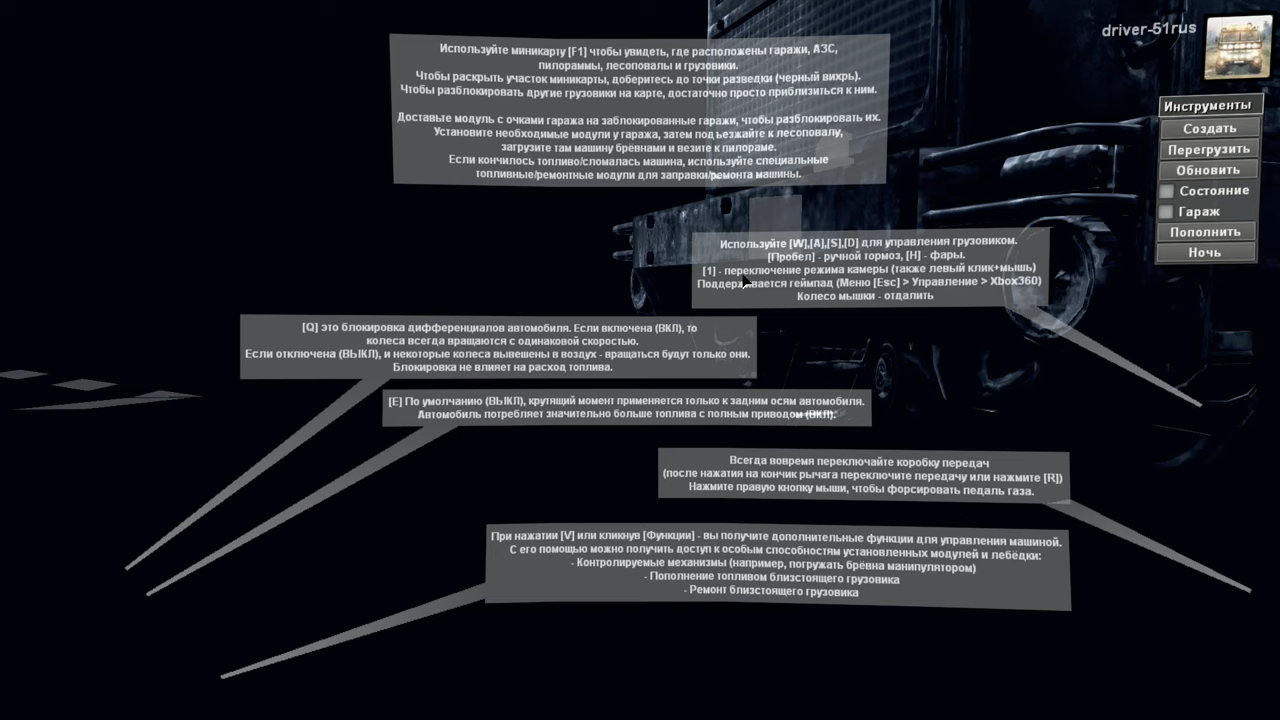 driver-51rus
Используйте миникарту [F1] чтобы увидеть, где расположены гаражи, АЗС,
пилораммы, лесоповалы и грузовики.
Чтобы раскрыть участок миникарты, доберитесь до точки разведки (черный вихрь).
Чтобы разблокировать другие грузовики на карте, достаточно просто приблизиться к ним.
Доставьте модуль с очками гаража на заблокированные гаражи, чтобы разблокировать их.
Установите необходимые модули у гаража, затем подъезжайте к лесоповалу,
загрузите там машину брёвнами и везите к пилораме.
Если кончилось топливо/сломалась машина, используйте специальные
топливные/ремонтные модули для заправки/ремонта машины.
Инструменты
Создать
Перегрузить
Обновить
Состояние
Гараж
Пополнить
Ночь
Используйте [W],[A],[S],[D] для управления грузовиком.
[Пробел] - ручной тормоз, [H] - фары.
[1] - переключение режима камеры (также левый клик+мышь)
Поддерживается геймпад (Меню [Esc] > Управление > Xbox360)
Колесо мышки - отдалить
[Q] это блокировка дифференциалов автомобиля. Если включена (ВКЛ), то
колеса всегда вращаются с одинаковой скоростью.
Если отключена (ВЫКЛ), и некоторые колеса вывешены в воздух - вращаться будут только они.
Блокировка не влияет на расход топлива.
[E] По умолчанию (ВЫКЛ), крутящий момент применяется только к задним осям автомобиля.
Автомобиль потребляет значительно больше топлива с полным приводом (ВКЛ).
Всегда вовремя переключайте коробку передач
(после нажатия на кончик рычага переключите передачу или нажмите [R])
Нажмите правую кнопку мыши, чтобы форсировать педаль газа.
При нажатии [V] или кликнув [Функции] - вы получите дополнительные функции для управления машиной.
С его помощью можно получить доступ к особым способностям установленных модулей и лебёдки:
- Контролируемые механизмы (например, погружать брёвна манипулятором)
- Пополнение топливом близстоящего грузовика
- Ремонт близстоящего грузовика